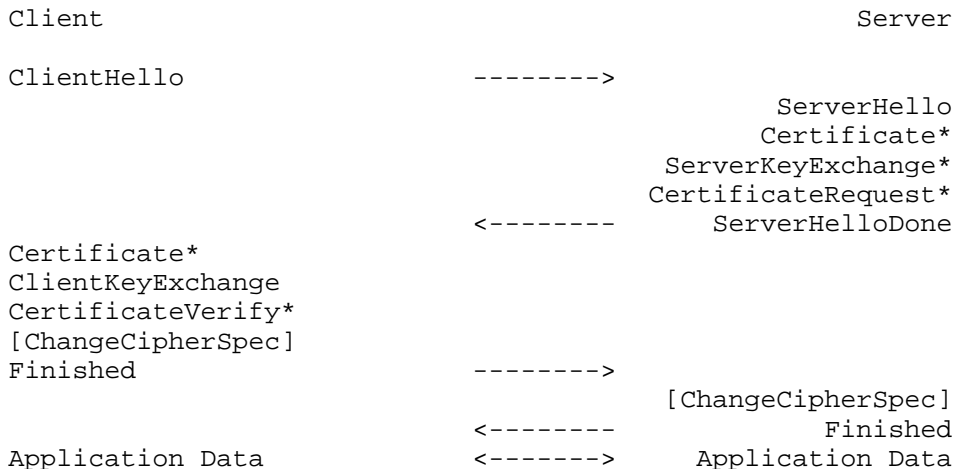 Client Server
ClientHello -------->
ServerHello
Certificate*
ServerKeyExchange*
CertificateRequest*
<-------- ServerHelloDone
Certificate*
ClientKeyExchange
CertificateVerify*
[ChangeCipherSpec]
Finished -------->
[ChangeCipherSpec]
<-------- Finished
Application Data <-------> Application Data